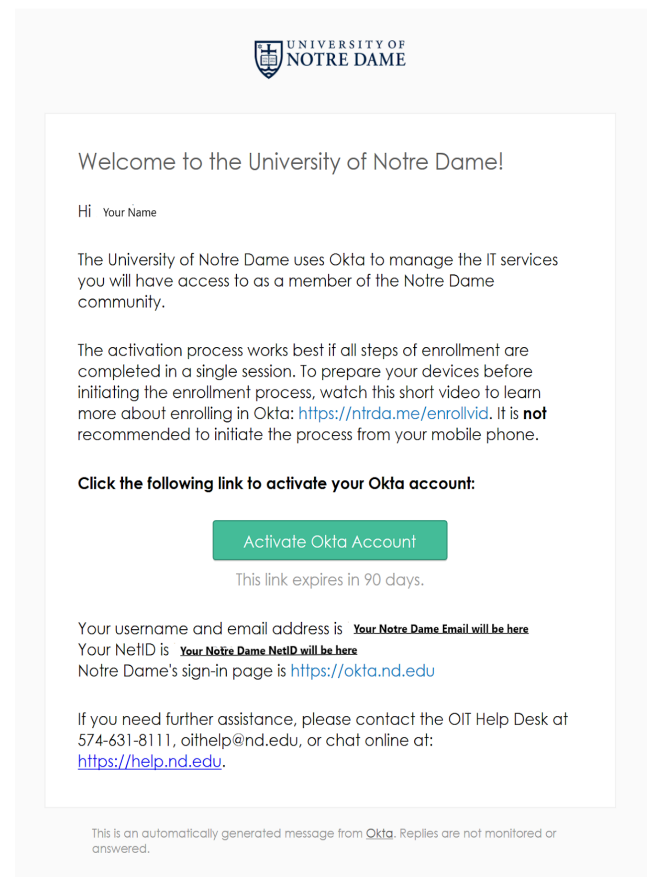 UNIVERSITY OF
NOTRE DAME
Welcome to the University of Notre Dame!
Hi Your Name
The University of Notre Dame uses Okta to manage the IT services
you will have access to as a member of the Notre Dame
community.
The activation process works best if all steps of enrollment are
completed in a single session. To prepare your devices before
initiating the enrollment process, watch this short video to learn
more about enrolling in Okta: https://ntrda.me/enrollvid. It is not
recommended to initiate the process from your mobile phone.
Click the following link to activate your Okta account:
Activate Okta Account
This link expires in 90 days.
Your username and email address is Your Notre Dame Email will be here
Your NetID is Your Notre Dame NetID will be here
Notre Dame's sign-in page is https://okta.nd.edu
If you need further assistance, please contact the OIT Help Desk at
574-631-8111, oithelp@nd.edu, or chat online at:
https://help.nd.edu.
This is an automatically generated message from Okta. Replies are not monitored or
answered.